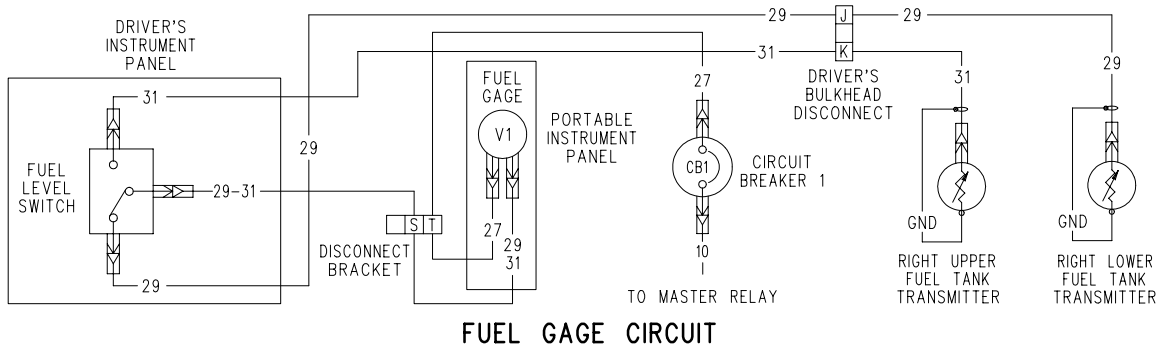 DRIVER'S
INSTRUMENT
PANEL
31
FUEL
LEVEL
SWITCH
29-31
29
29
DISCONNECT
BRACKET
S T
FUEL
GAGE
V1
27
29
31
PORTABLE
INSTRUMENT
PANEL
27
CB1
CIRCUIT
BREAKER 1
10
TO MASTER RELAY
29
J
29
31
K
DRIVER'S
BULKHEAD
DISCONNECT
31
GND
RIGHT UPPER
FUEL TANK
TRANSMITTER
29
GND
RIGHT LOWER
FUEL TANK
TRANSMITTER
FUEL GAGE CIRCUIT